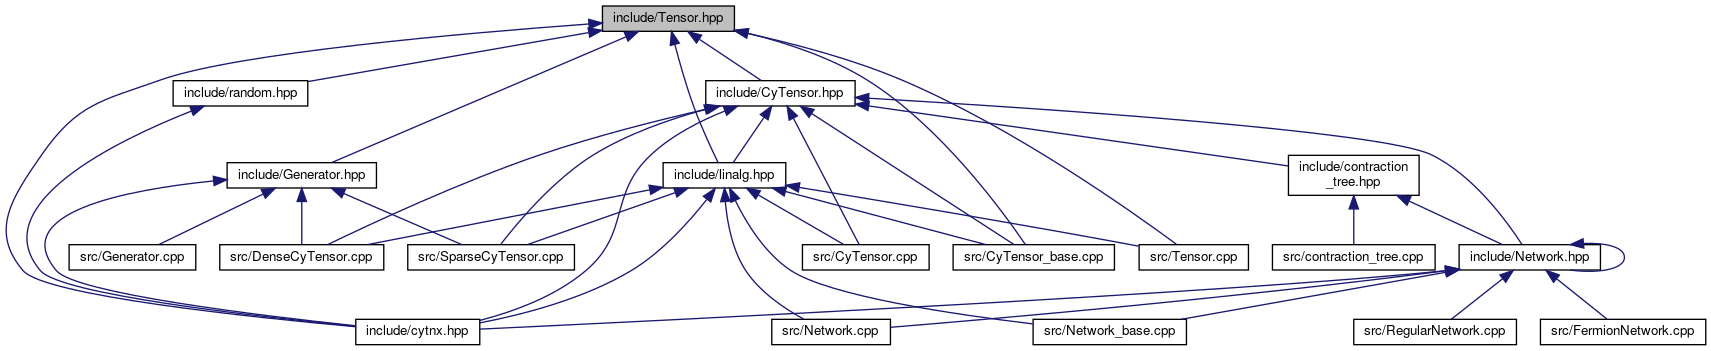 include/Tensor.hpp
include/random.hpp
include/CyTensor.hpp
include/Generator.hpp
include/linalg.hpp
include/contraction
_tree.hpp
src/Generator.cpp
src/DenseCyTensor.cpp
src/SparseCyTensor.cpp
src/CyTensor.cpp
src/CyTensor_base.cpp
src/Tensor.cpp
src/contraction_tree.cpp
include/Network.hpp
include/cytnx.hpp
src/Network.cpp
src/Network_base.cpp
src/RegularNetwork.cpp
src/FermionNetwork.cpp